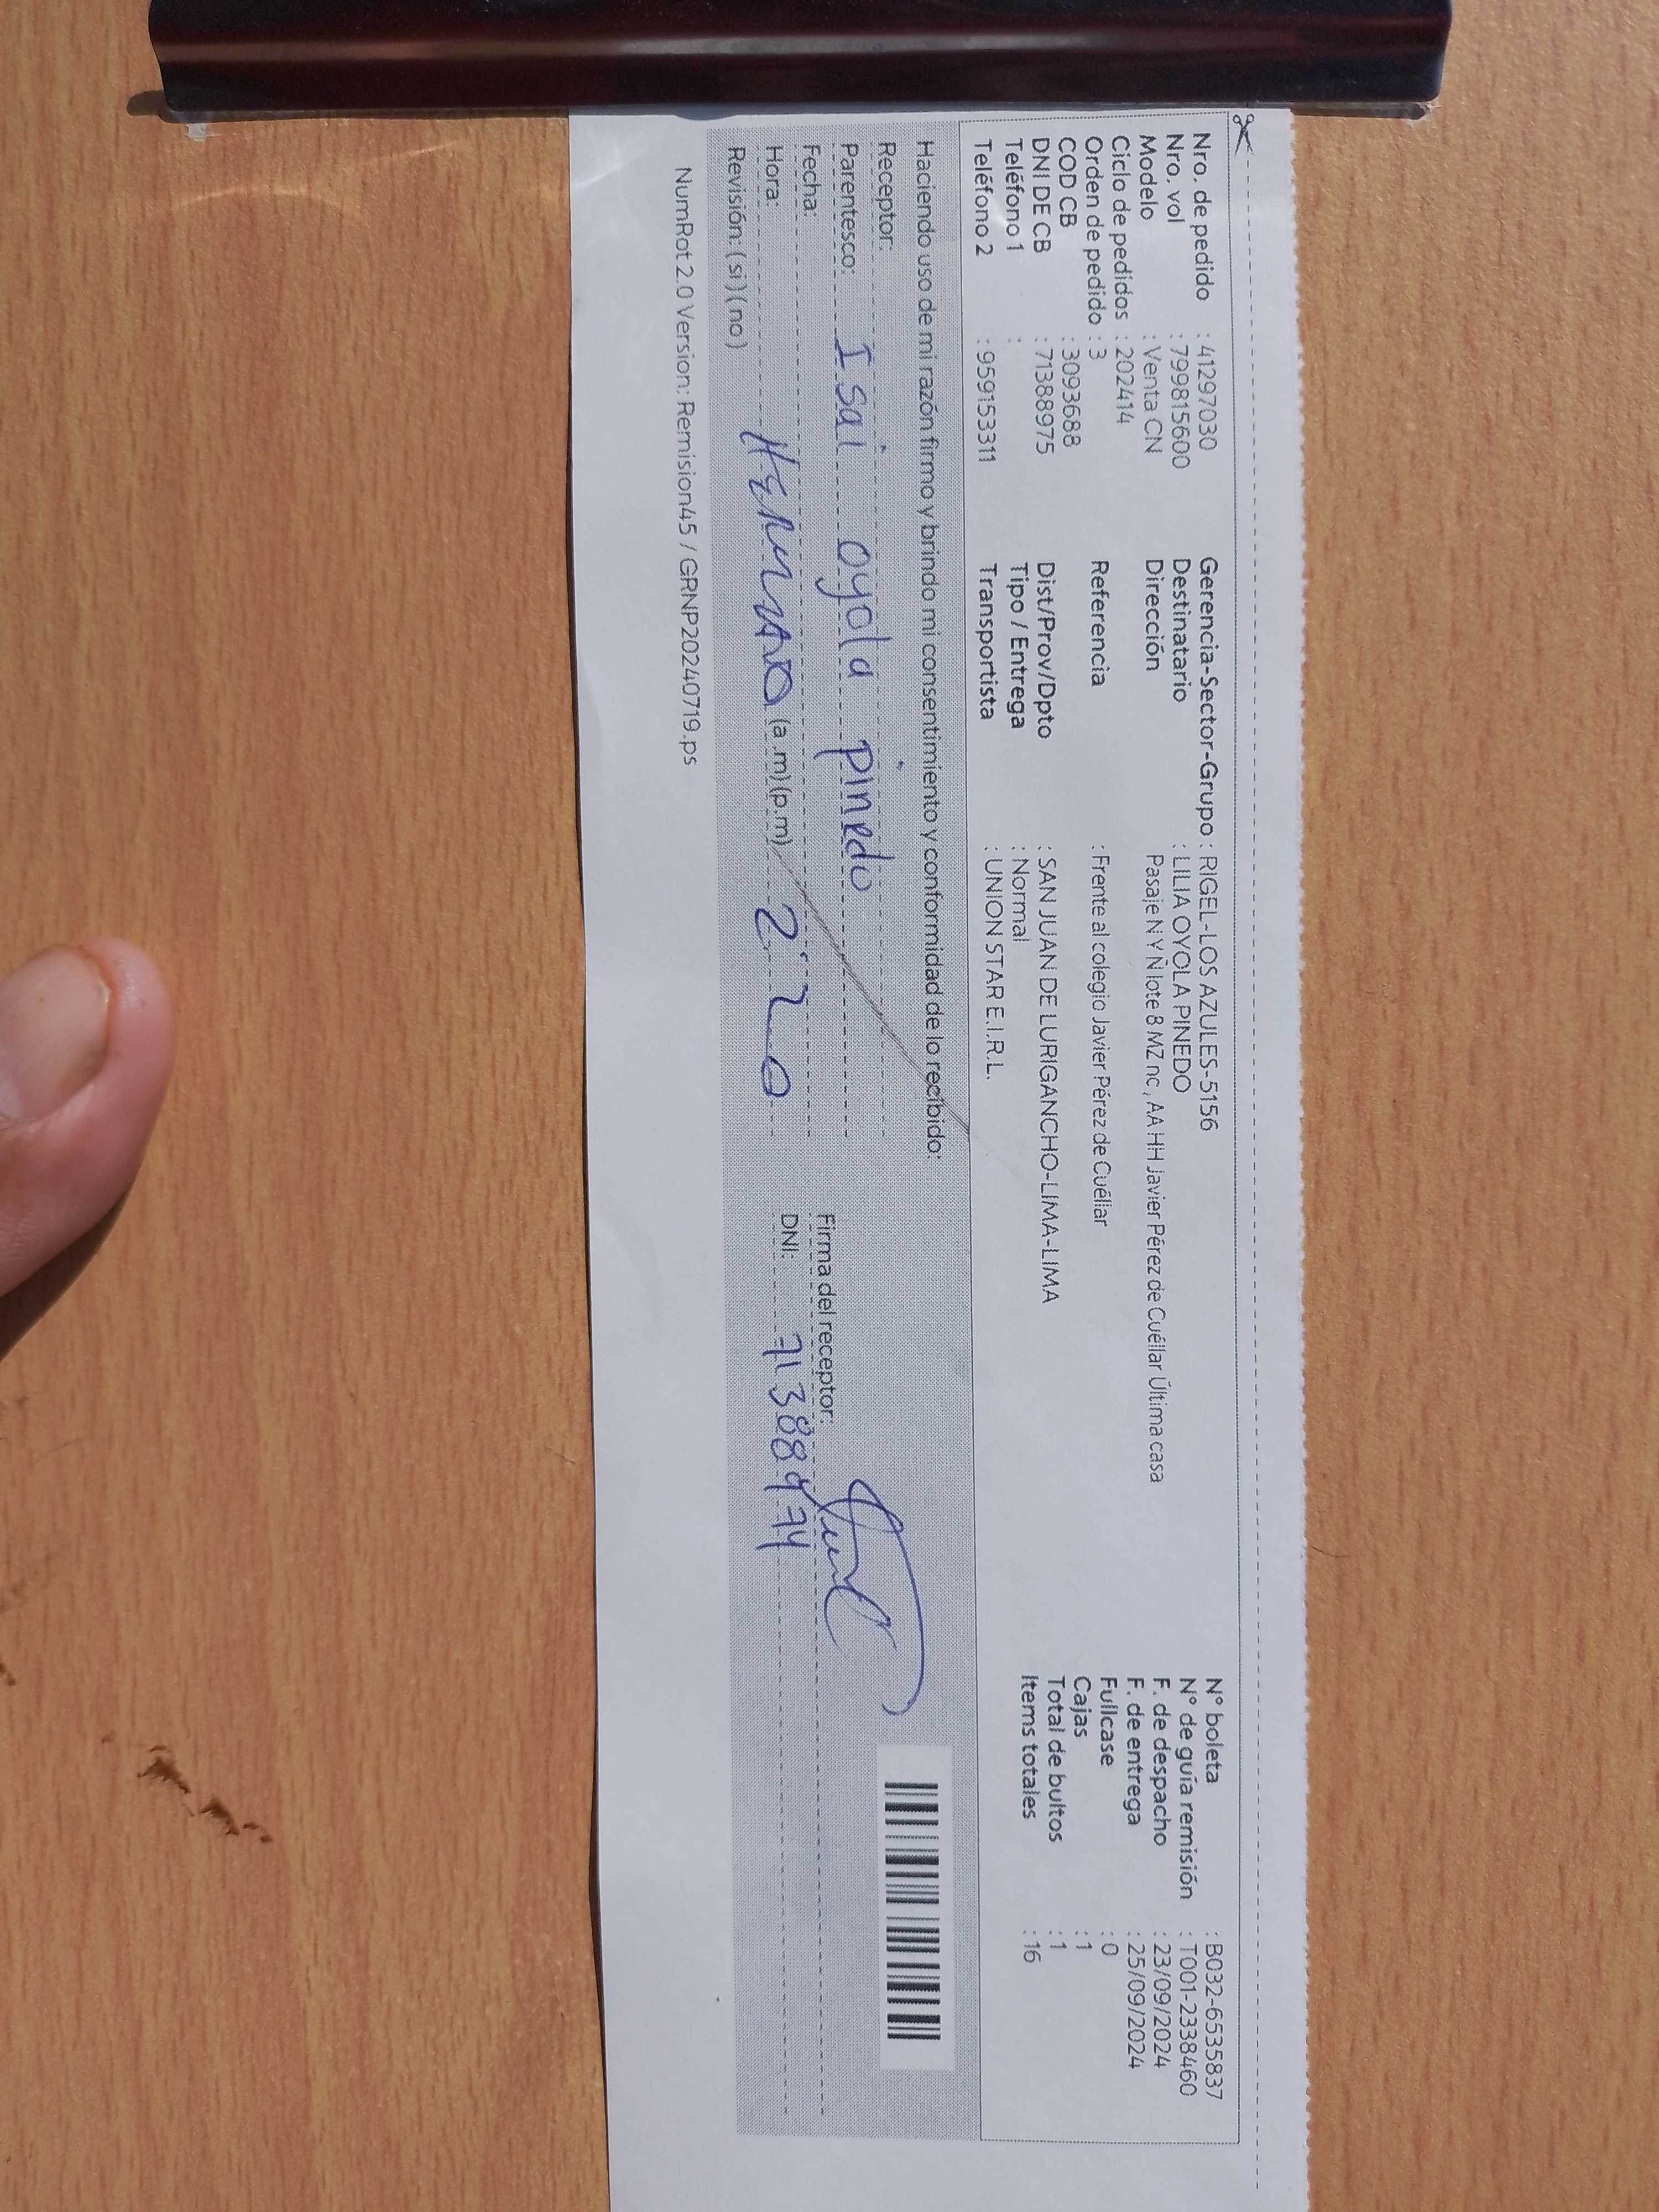 Nro. de pedido : 41297030
Nro. vol : 799815600
Modelo : Venta CN
Ciclo de pedidos : 202414
Orden de pedido : 3
COD CB : 3093688
DNI DE CB : 71388975
Teléfono 1 :
Teléfono 2 : 959153311
Gerencia-Sector-Grupo : RIGEL-LOS AZULES-5156
Destinatario : LILIA OYOLA PINEDO
Dirección Pasaje N Y Ñ lote 8 MZ nc , AA HH Javier Pérez de Cuéllar Última casa
Referencia : Frente al colegio Javier Pérez de Cuéllar
Dist/Prov/Dpto : SAN JUAN DE LURIGANCHO-LIMA-LIMA
Tipo / Entrega : Normal
Transportista : UNION STAR E.I.R.L.
N° boleta : B032-6535837
N° de guía remisión : T001-2338460
F. de despacho : 23/09/2024
F. de entrega : 25/09/2024
Fullcase : 0
Cajas : 1
Total de bultos : 1
Items totales : 16
Haciendo uso de mi razón firmo y brindo mi consentimiento y conformidad de lo recibido:
Receptor:
Parentesco: Isai oyola pinedo
Fecha:
Hora: HERMANO (a.m)(p.m) 2:20
Revisión: (si)(no)
Firma del receptor:
DNI: 71388974
NumRot 2.0 Version: Remision45 / GRNP20240719.ps